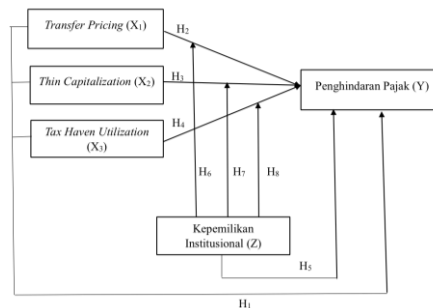 Transfer Pricing (X₁)
H₂
Thin Capitalization (X₂)
H₃
Penghindaran Pajak (Y)
Tax Haven Utilization
(X₃)
H₄
H₆
H₇
H₈
Kepemilikan
Institusional (Z)
H₅
H₁